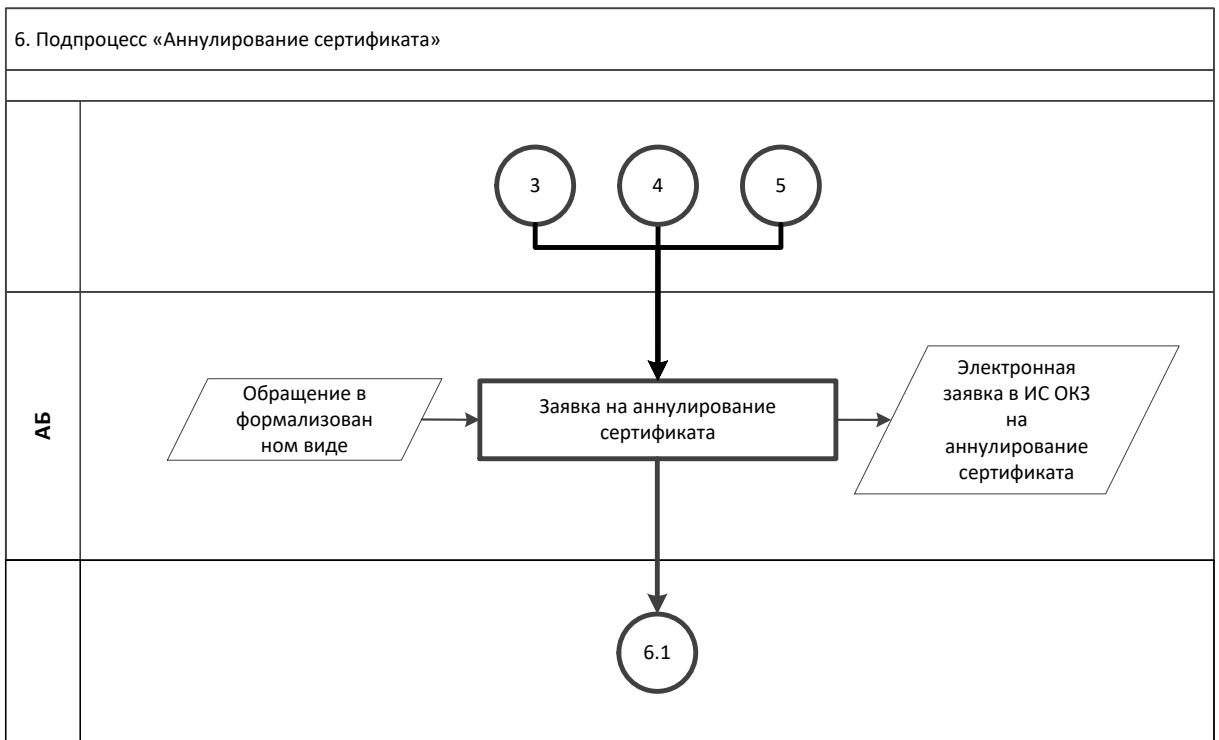 6. Подпроцесс «Аннулирование сертификата»
3
4
5
АБ
Обращение в
формализован
ном виде
Заявка на аннулирование
сертификата
Электронная
заявка в ИС ОКЗ
на
аннулирование
сертификата
6.1